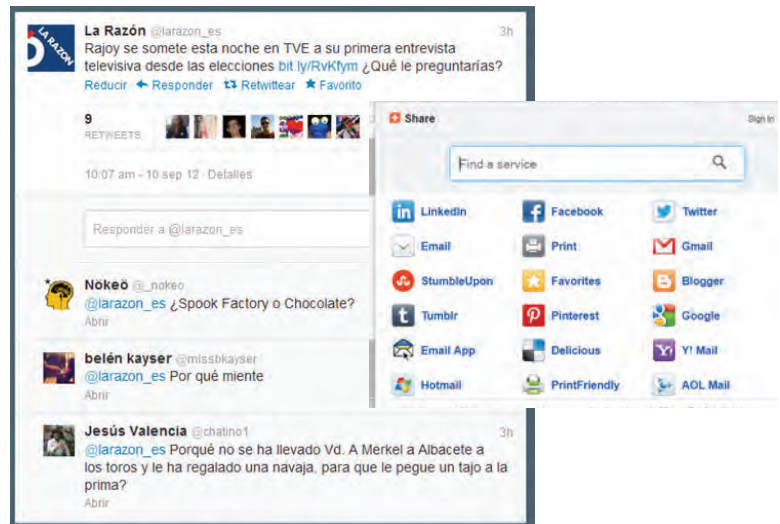 LA RAZON
La Razón @larazon_es 3h
Rajoy se somete esta noche en TVE a su primera entrevista
televisiva desde las elecciones bit.ly/RvKfym ¿Qué le preguntarías?
Reducir Responder Retwittear Favorito
9
RETWEETS
10:07 am - 10 sep 12 · Detalles
Responder a @larazon_es
Nökeö @_nokeo
@larazon_es ¿Spook Factory o Chocolate?
Abrir
belén kayser @missbkayser
@larazon_es Por qué miente
Abrir
Jesús Valencia @chatino1 3h
@larazon_es Porqué no se ha llevado Vd. A Merkel a Albacete a
los toros y le ha regalado una navaja, para que le pegue un tajo a la
prima?
Abrir
Share Sign In
Find a service
LinkedIn Facebook Twitter
Email Print Gmail
StumbleUpon Favorites Blogger
Tumblr Pinterest Google
Email App Delicious Y! Mail
Hotmail PrintFriendly AOL Mail